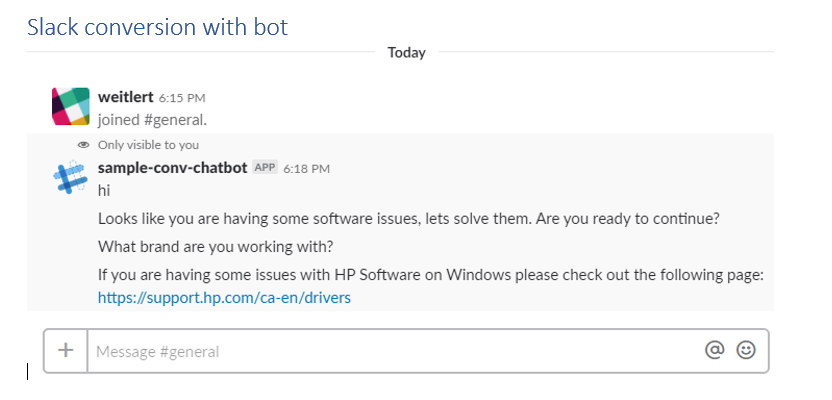 Slack conversion with bot
Today
weitlert 6:15 PM
joined #general.
Only visible to you
sample-conv-chatbot APP 6:18 PM
hi
Looks like you are having some software issues, lets solve them. Are you ready to continue?
What brand are you working with?
If you are having some issues with HP Software on Windows please check out the following page:
https://support.hp.com/ca-en/drivers
+ Message #general @